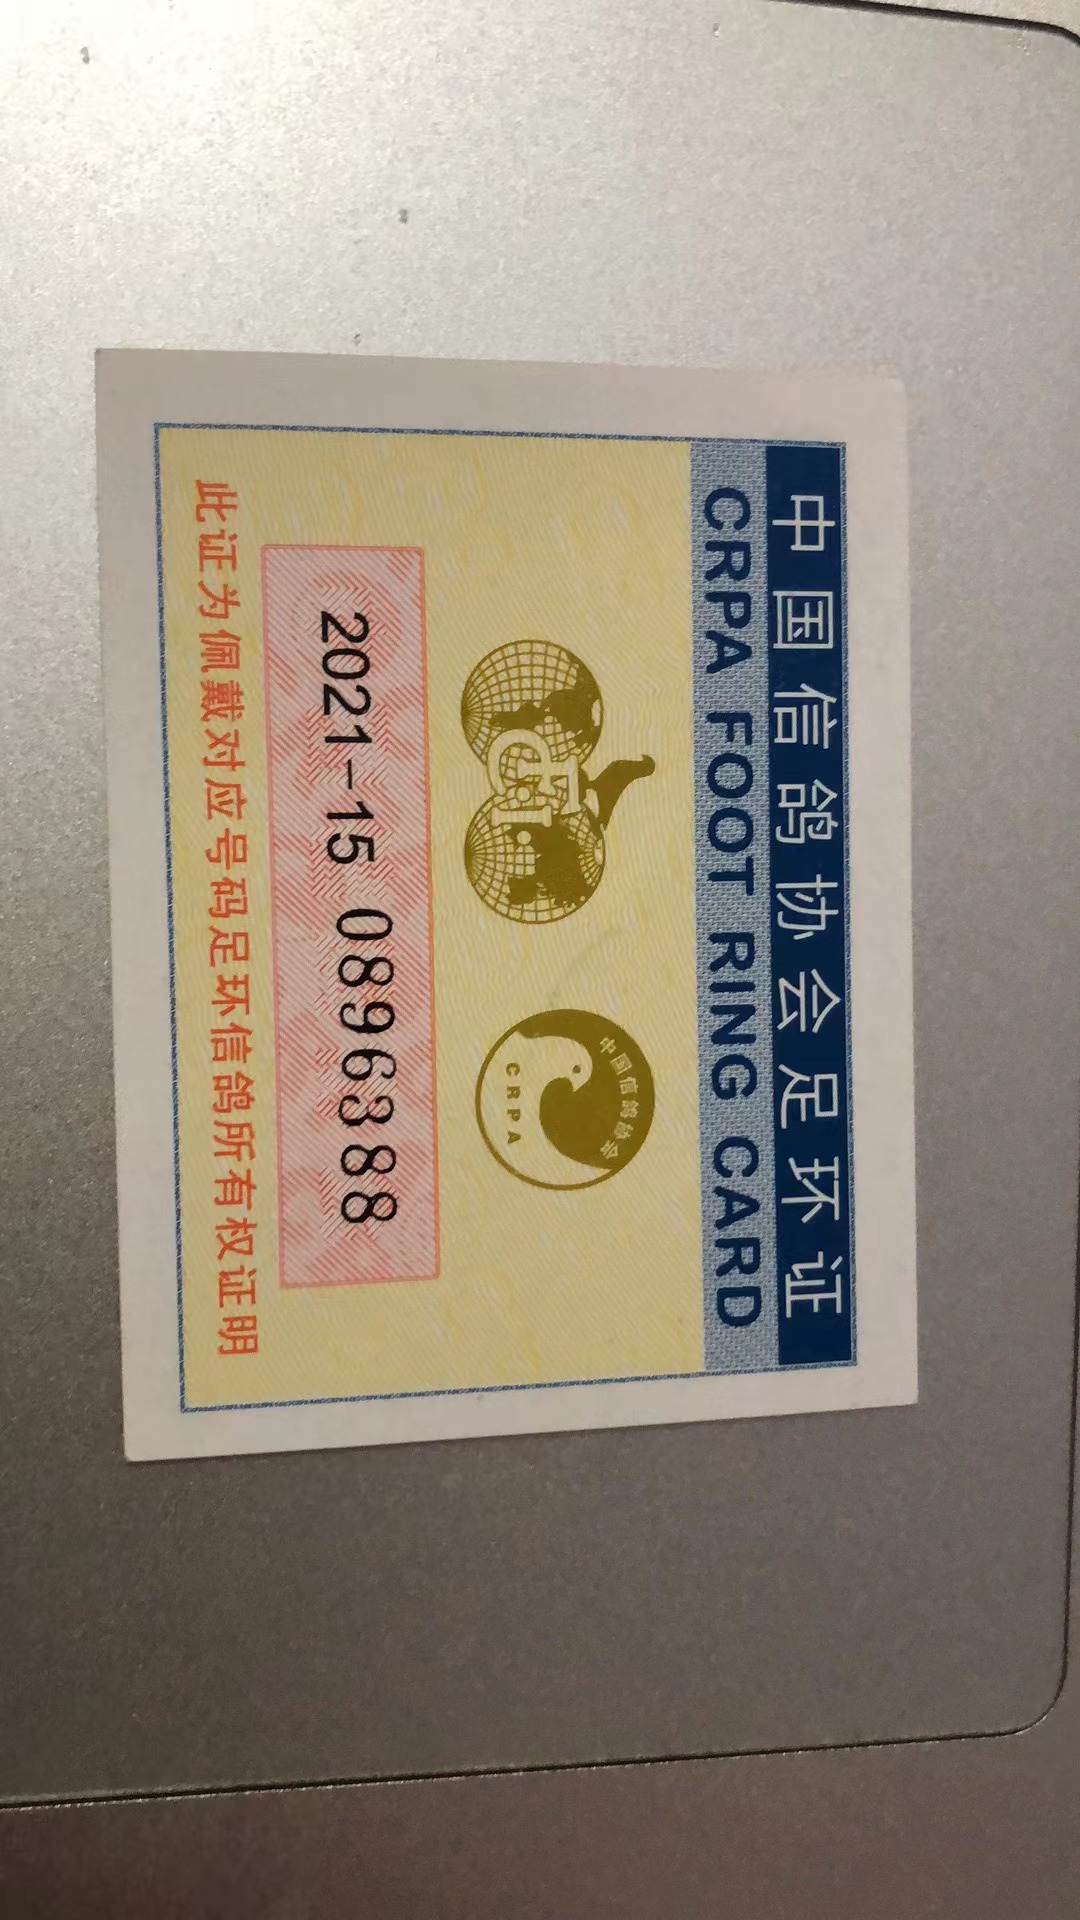 中国信鸽协会足环证
CRPA FOOT RING CARD
FCI
中国信鸽协会
CRPA
2021-15 0896388
此证为佩戴对应号码足环信鸽所有权证明